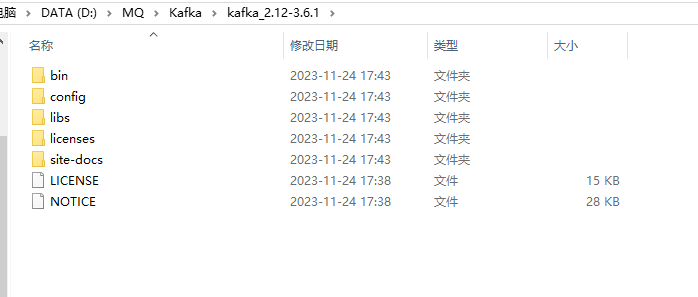 电脑 > DATA (D:) > MQ > Kafka > kafka_2.12-3.6.1 >
名称 修改日期 类型 大小
bin 2023-11-24 17:43 文件夹
config 2023-11-24 17:43 文件夹
libs 2023-11-24 17:43 文件夹
licenses 2023-11-24 17:43 文件夹
site-docs 2023-11-24 17:43 文件夹
LICENSE 2023-11-24 17:38 文件 15 KB
NOTICE 2023-11-24 17:38 文件 28 KB